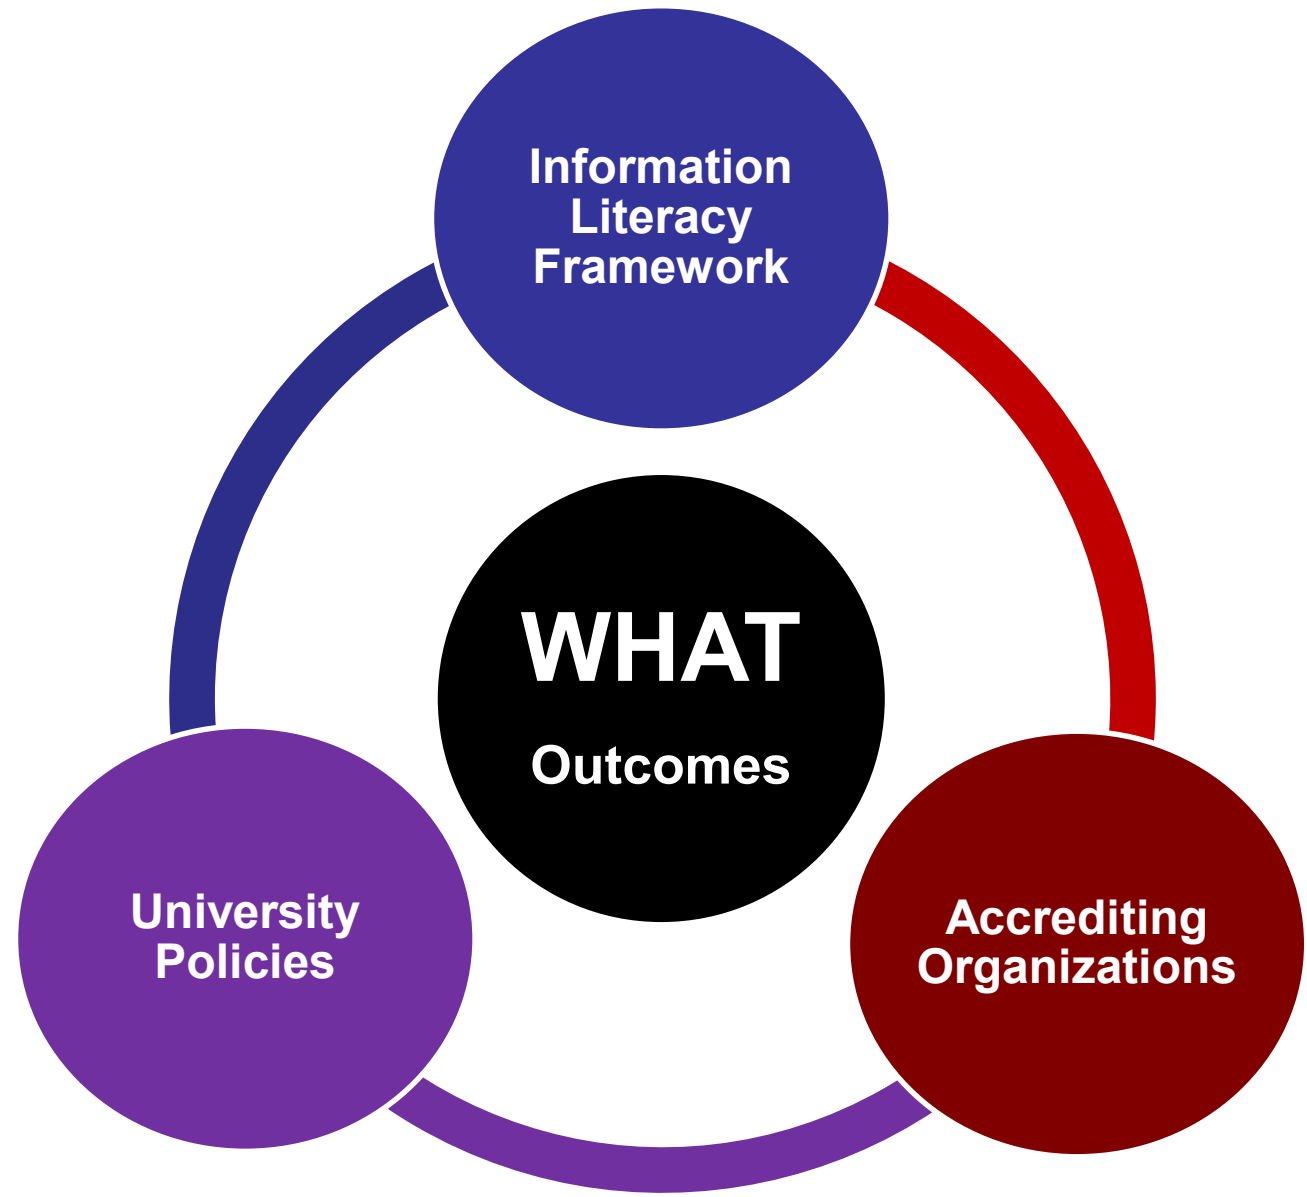 Information
Literacy
Framework
WHAT
Outcomes
University
Policies
Accrediting
Organizations